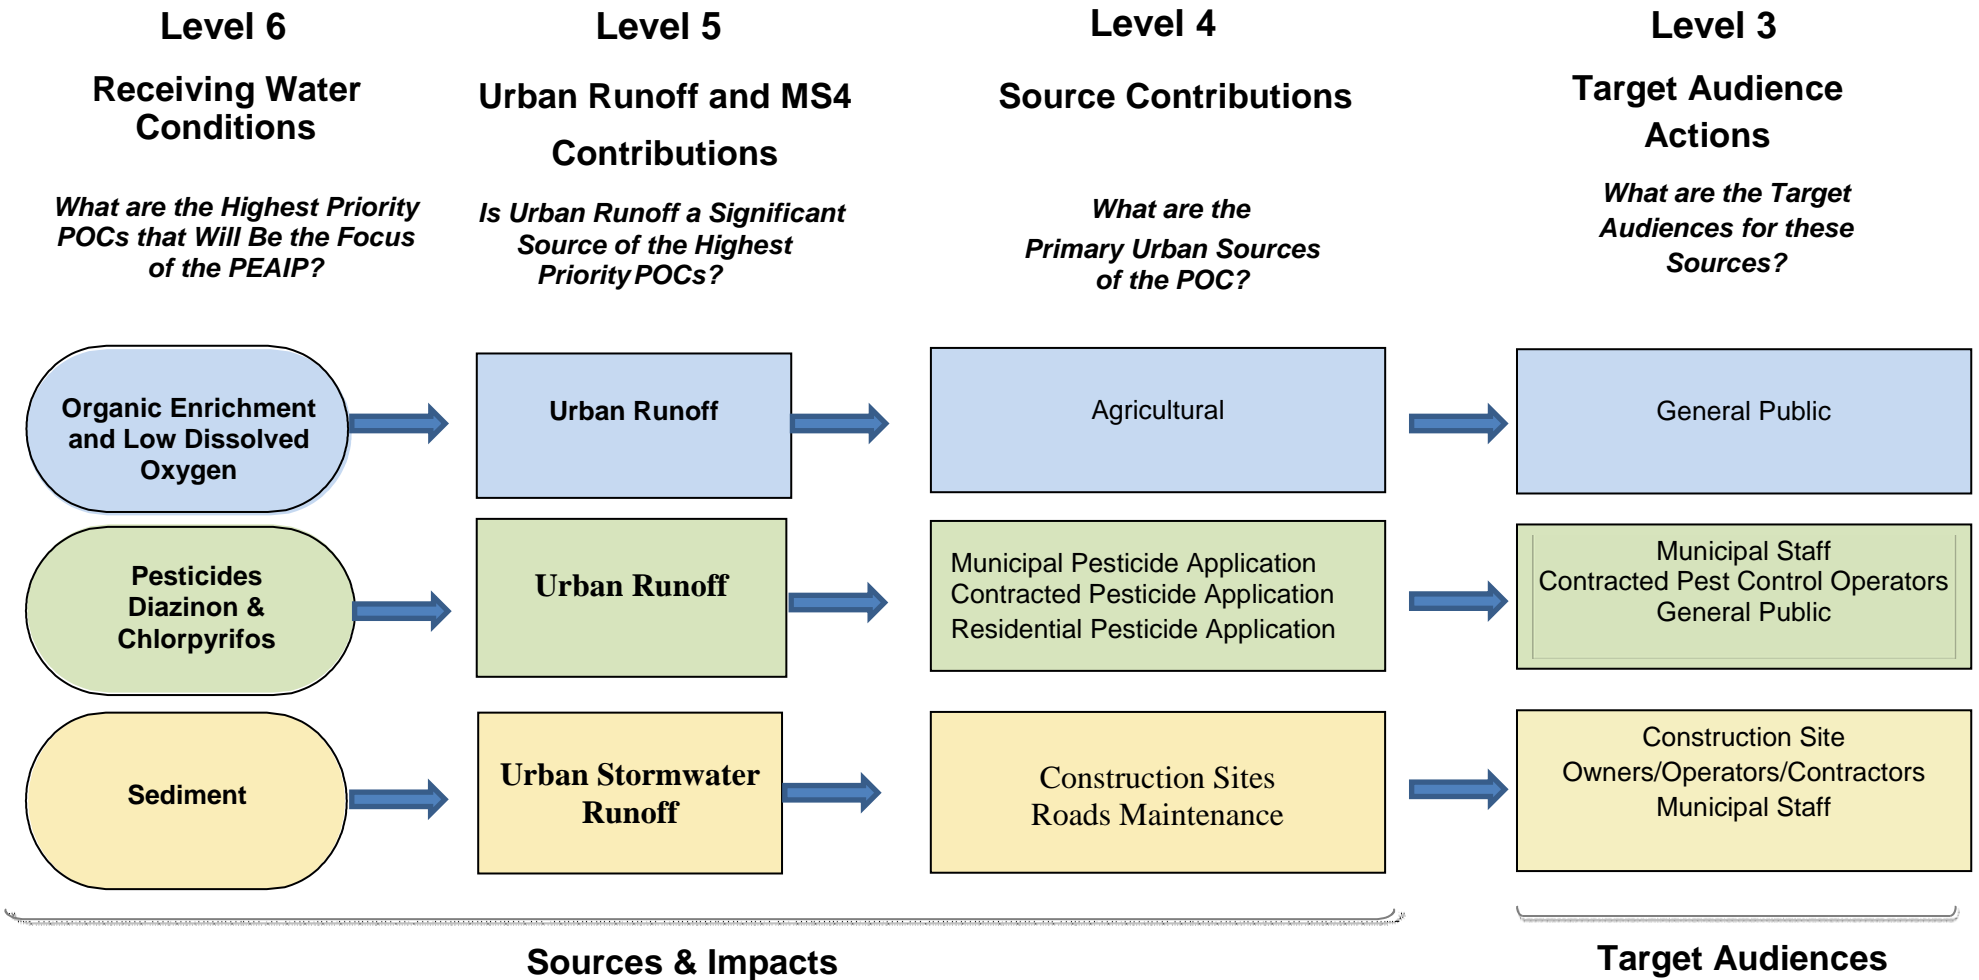 Level 6
Receiving Water
Conditions
What are the Highest Priority
POCs that Will Be the Focus
of the PEAIP?
Level 5
Urban Runoff and MS4
Contributions
Is Urban Runoff a Significant
Source of the Highest
Priority POCs?
Level 4
Source Contributions
What are the
Primary Urban Sources
of the POC?
Level 3
Target Audience
Actions
What are the Target
Audiences for these
Sources?
Organic Enrichment
and Low Dissolved
Oxygen
Urban Runoff
Agricultural
General Public
Pesticides
Diazinon &
Chlorpyrifos
Urban Runoff
Municipal Pesticide Application
Contracted Pesticide Application
Residential Pesticide Application
Municipal Staff
Contracted Pest Control Operators
General Public
Sediment
Urban Stormwater
Runoff
Construction Sites
Roads Maintenance
Construction Site
Owners/Operators/Contractors
Municipal Staff
Sources & Impacts
Target Audiences